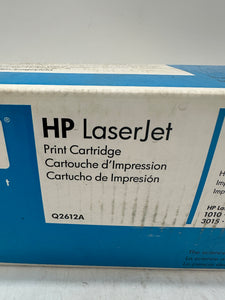 HP LaserJet
Print Cartridge
Cartouche d'Impression
Cartucho de Impresión
Q2612A
HP La
1010
3015